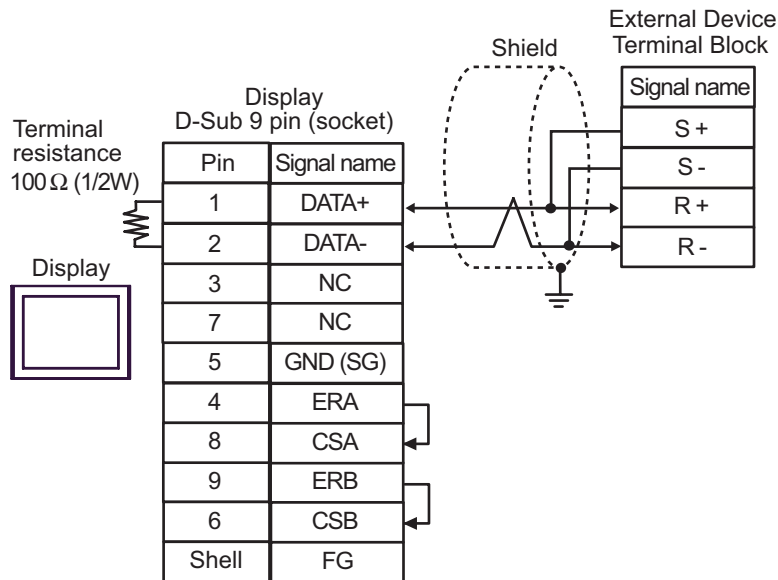 External Device
Terminal Block
Shield
Signal name
S +
S -
R +
R -
Display
D-Sub 9 pin (socket)
Terminal
resistance
100Ω (1/2W)
Pin Signal name
1 DATA+
2 DATA-
3 NC
7 NC
5 GND (SG)
4 ERA
8 CSA
9 ERB
6 CSB
Shell FG
Display